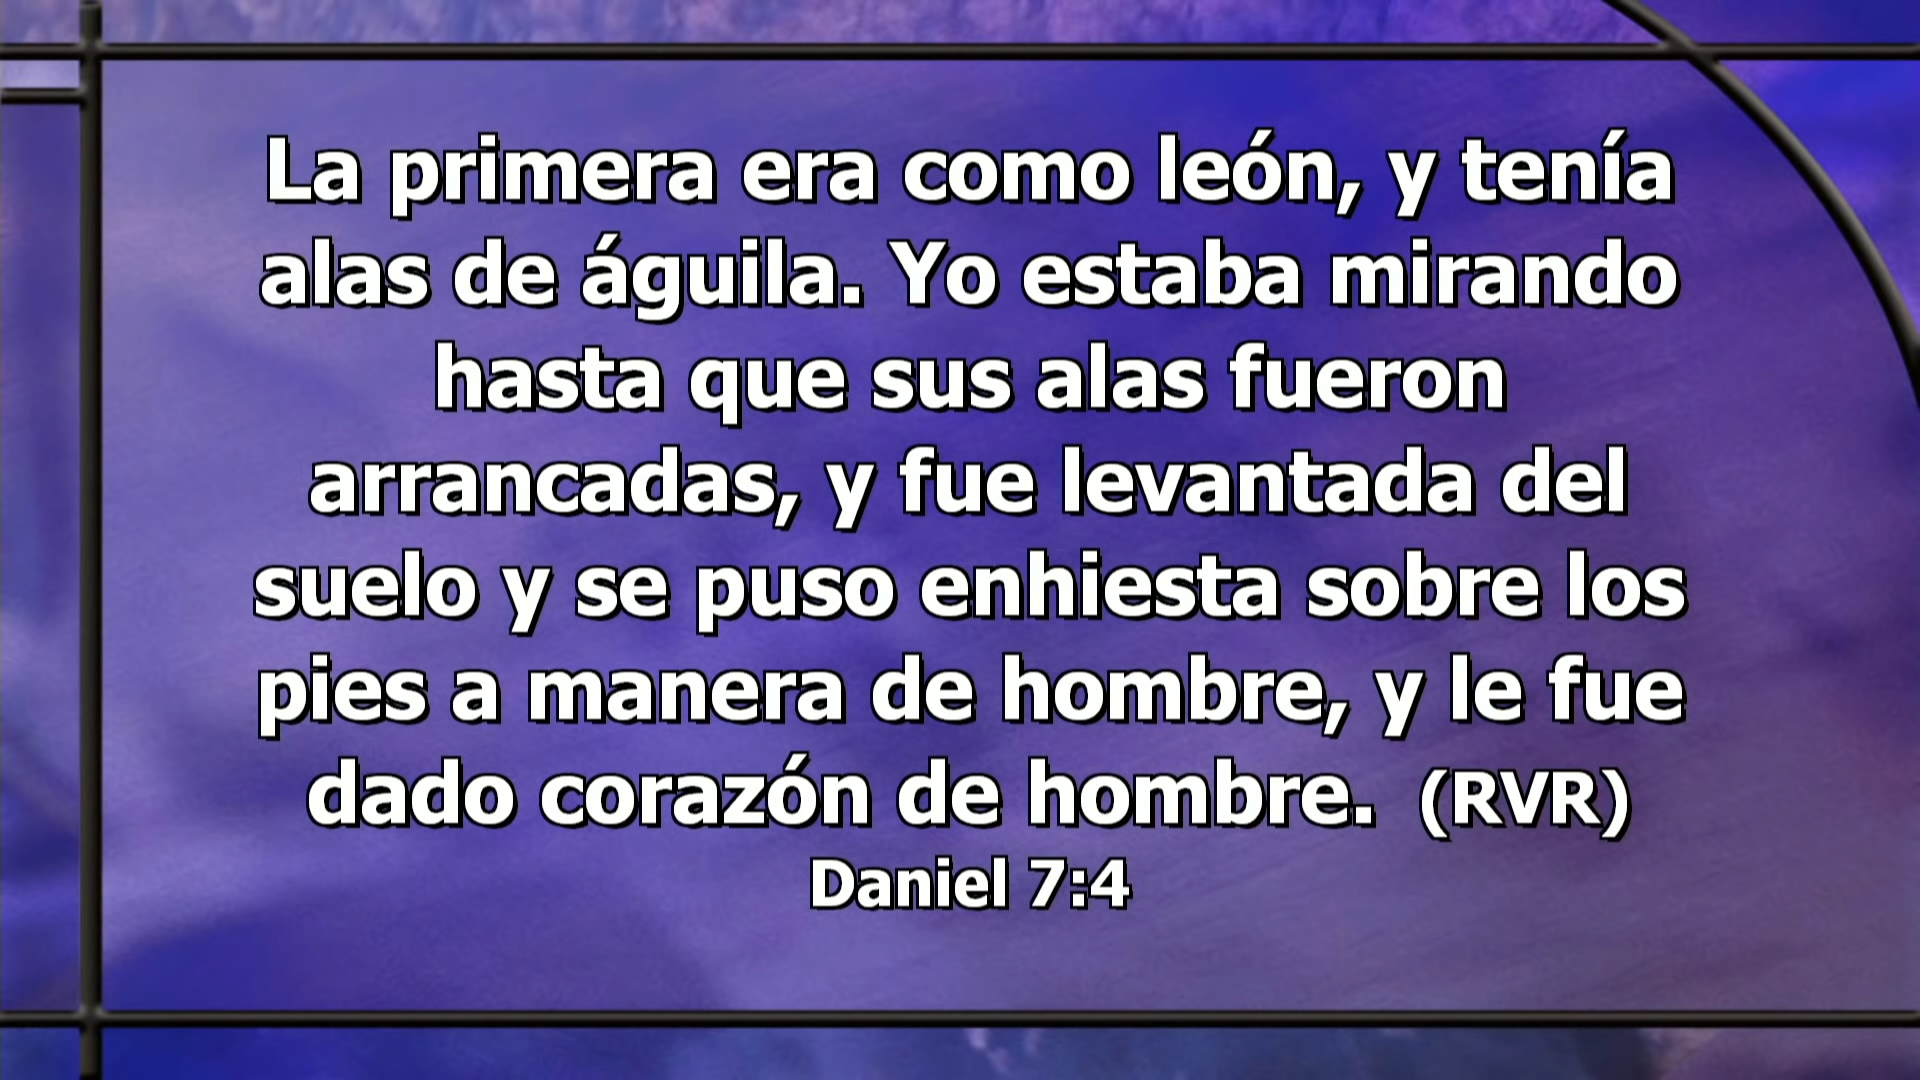 La primera era como león, y tenía
alas de águila. Yo estaba mirando
hasta que sus alas fueron
arrancadas, y fue levantada del
suelo y se puso enhiesta sobre los
pies a manera de hombre, y le fue
dado corazón de hombre. (RVR)
Daniel 7:4